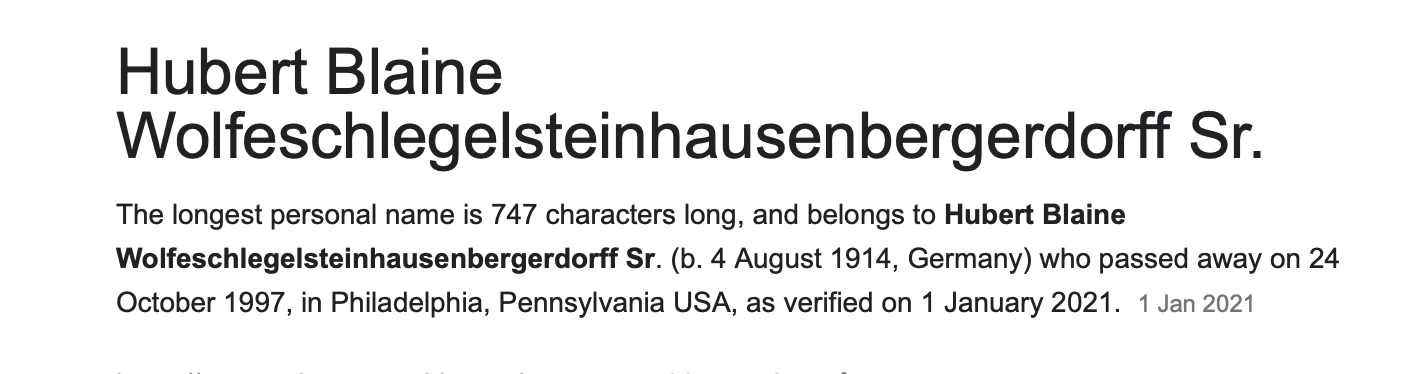 Hubert Blaine
Wolfeschlegelsteinhausenbergerdorff Sr.
The longest personal name is 747 characters long, and belongs to Hubert Blaine
Wolfeschlegelsteinhausenbergerdorff Sr. (b. 4 August 1914, Germany) who passed away on 24
October 1997, in Philadelphia, Pennsylvania USA, as verified on 1 January 2021. 1 Jan 2021